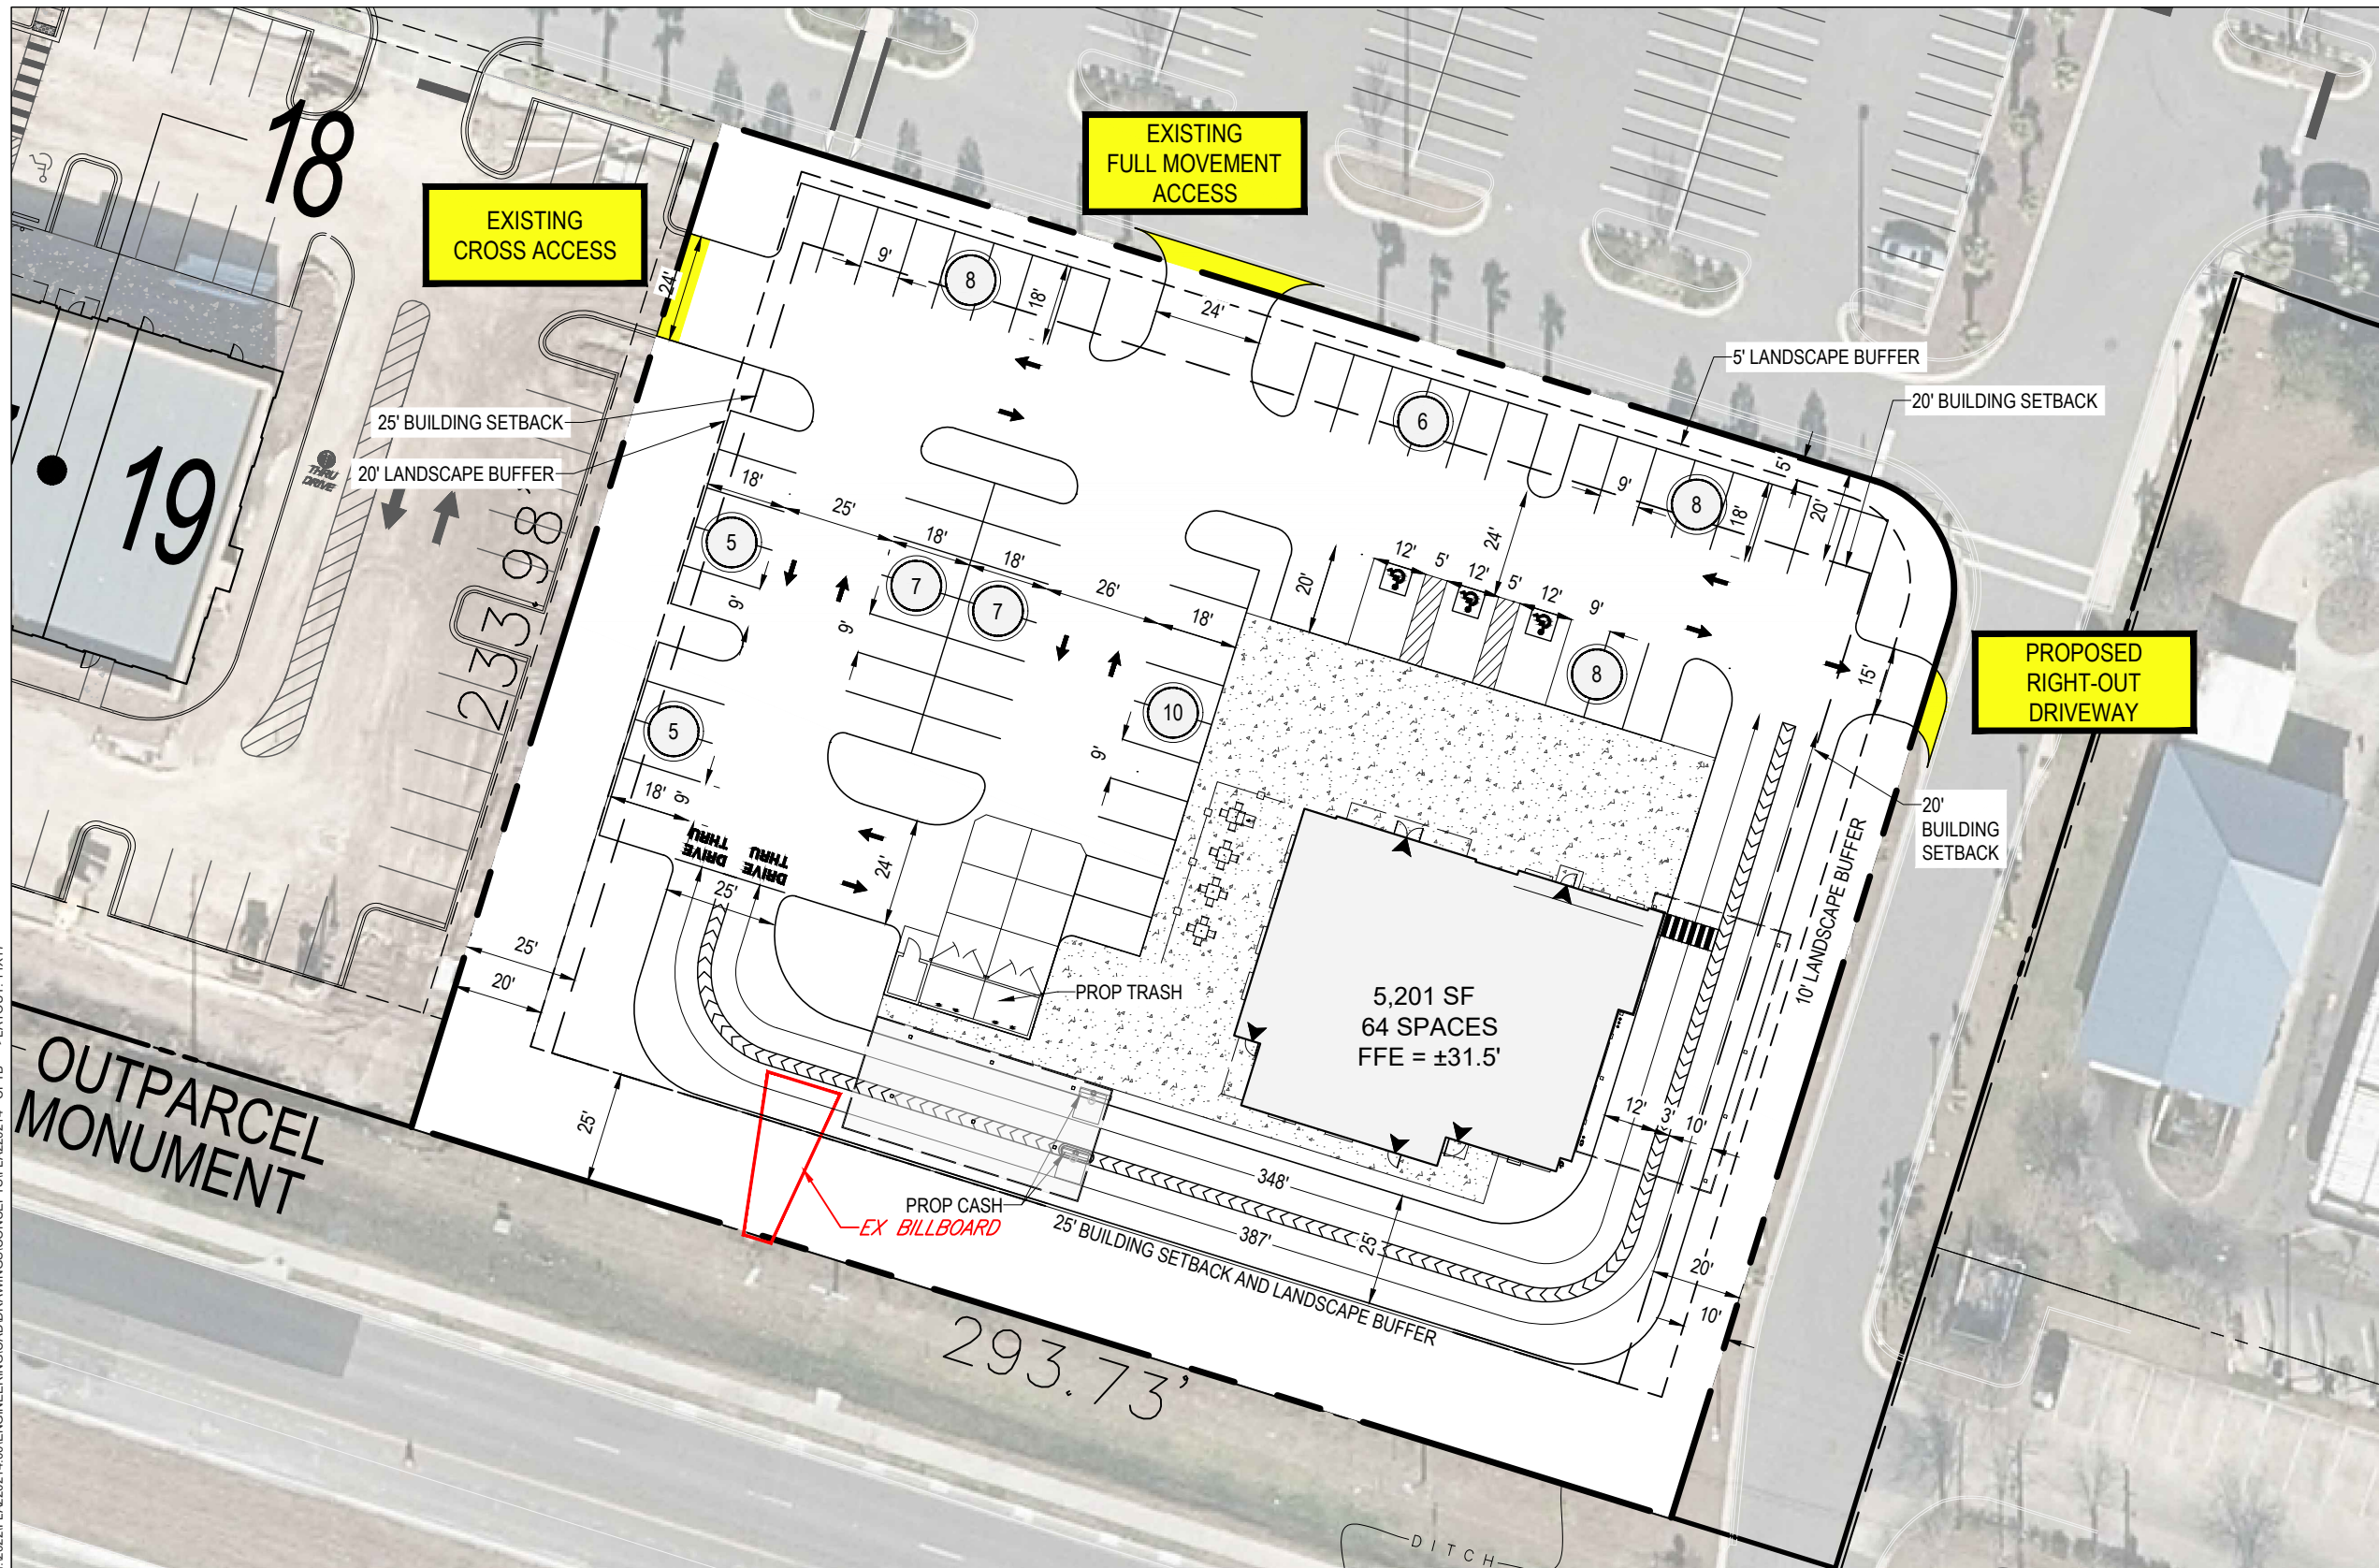 18
EXISTING
CROSS ACCESS
EXISTING
FULL MOVEMENT
ACCESS
24'
9'
8
18'
24'
5' LANDSCAPE BUFFER
20' BUILDING SETBACK
25' BUILDING SETBACK
20' LANDSCAPE BUFFER
19
THRU
DRIVE
233.98'
6
5'
9'
8
18'
20'
18'
25'
18'
18'
26'
18'
5
7
7
9'
9'
20'
12'
5'
12'
5'
12'
9'
24'
8
15'
PROPOSED
RIGHT-OUT
DRIVEWAY
5
10
9'
18'
9'
DRIVE
THRU
DRIVE
THRU
25'
24'
20'
BUILDING
SETBACK
10' LANDSCAPE BUFFER
25'
20'
PROP TRASH
5,201 SF
64 SPACES
FFE = ±31.5'
OUTPARCEL
MONUMENT
25'
12'
3'
10'
PROP CASH
EX BILLBOARD
348'
387'
25'
25' BUILDING SETBACK AND LANDSCAPE BUFFER
20'
10'
293.73'
DITCH